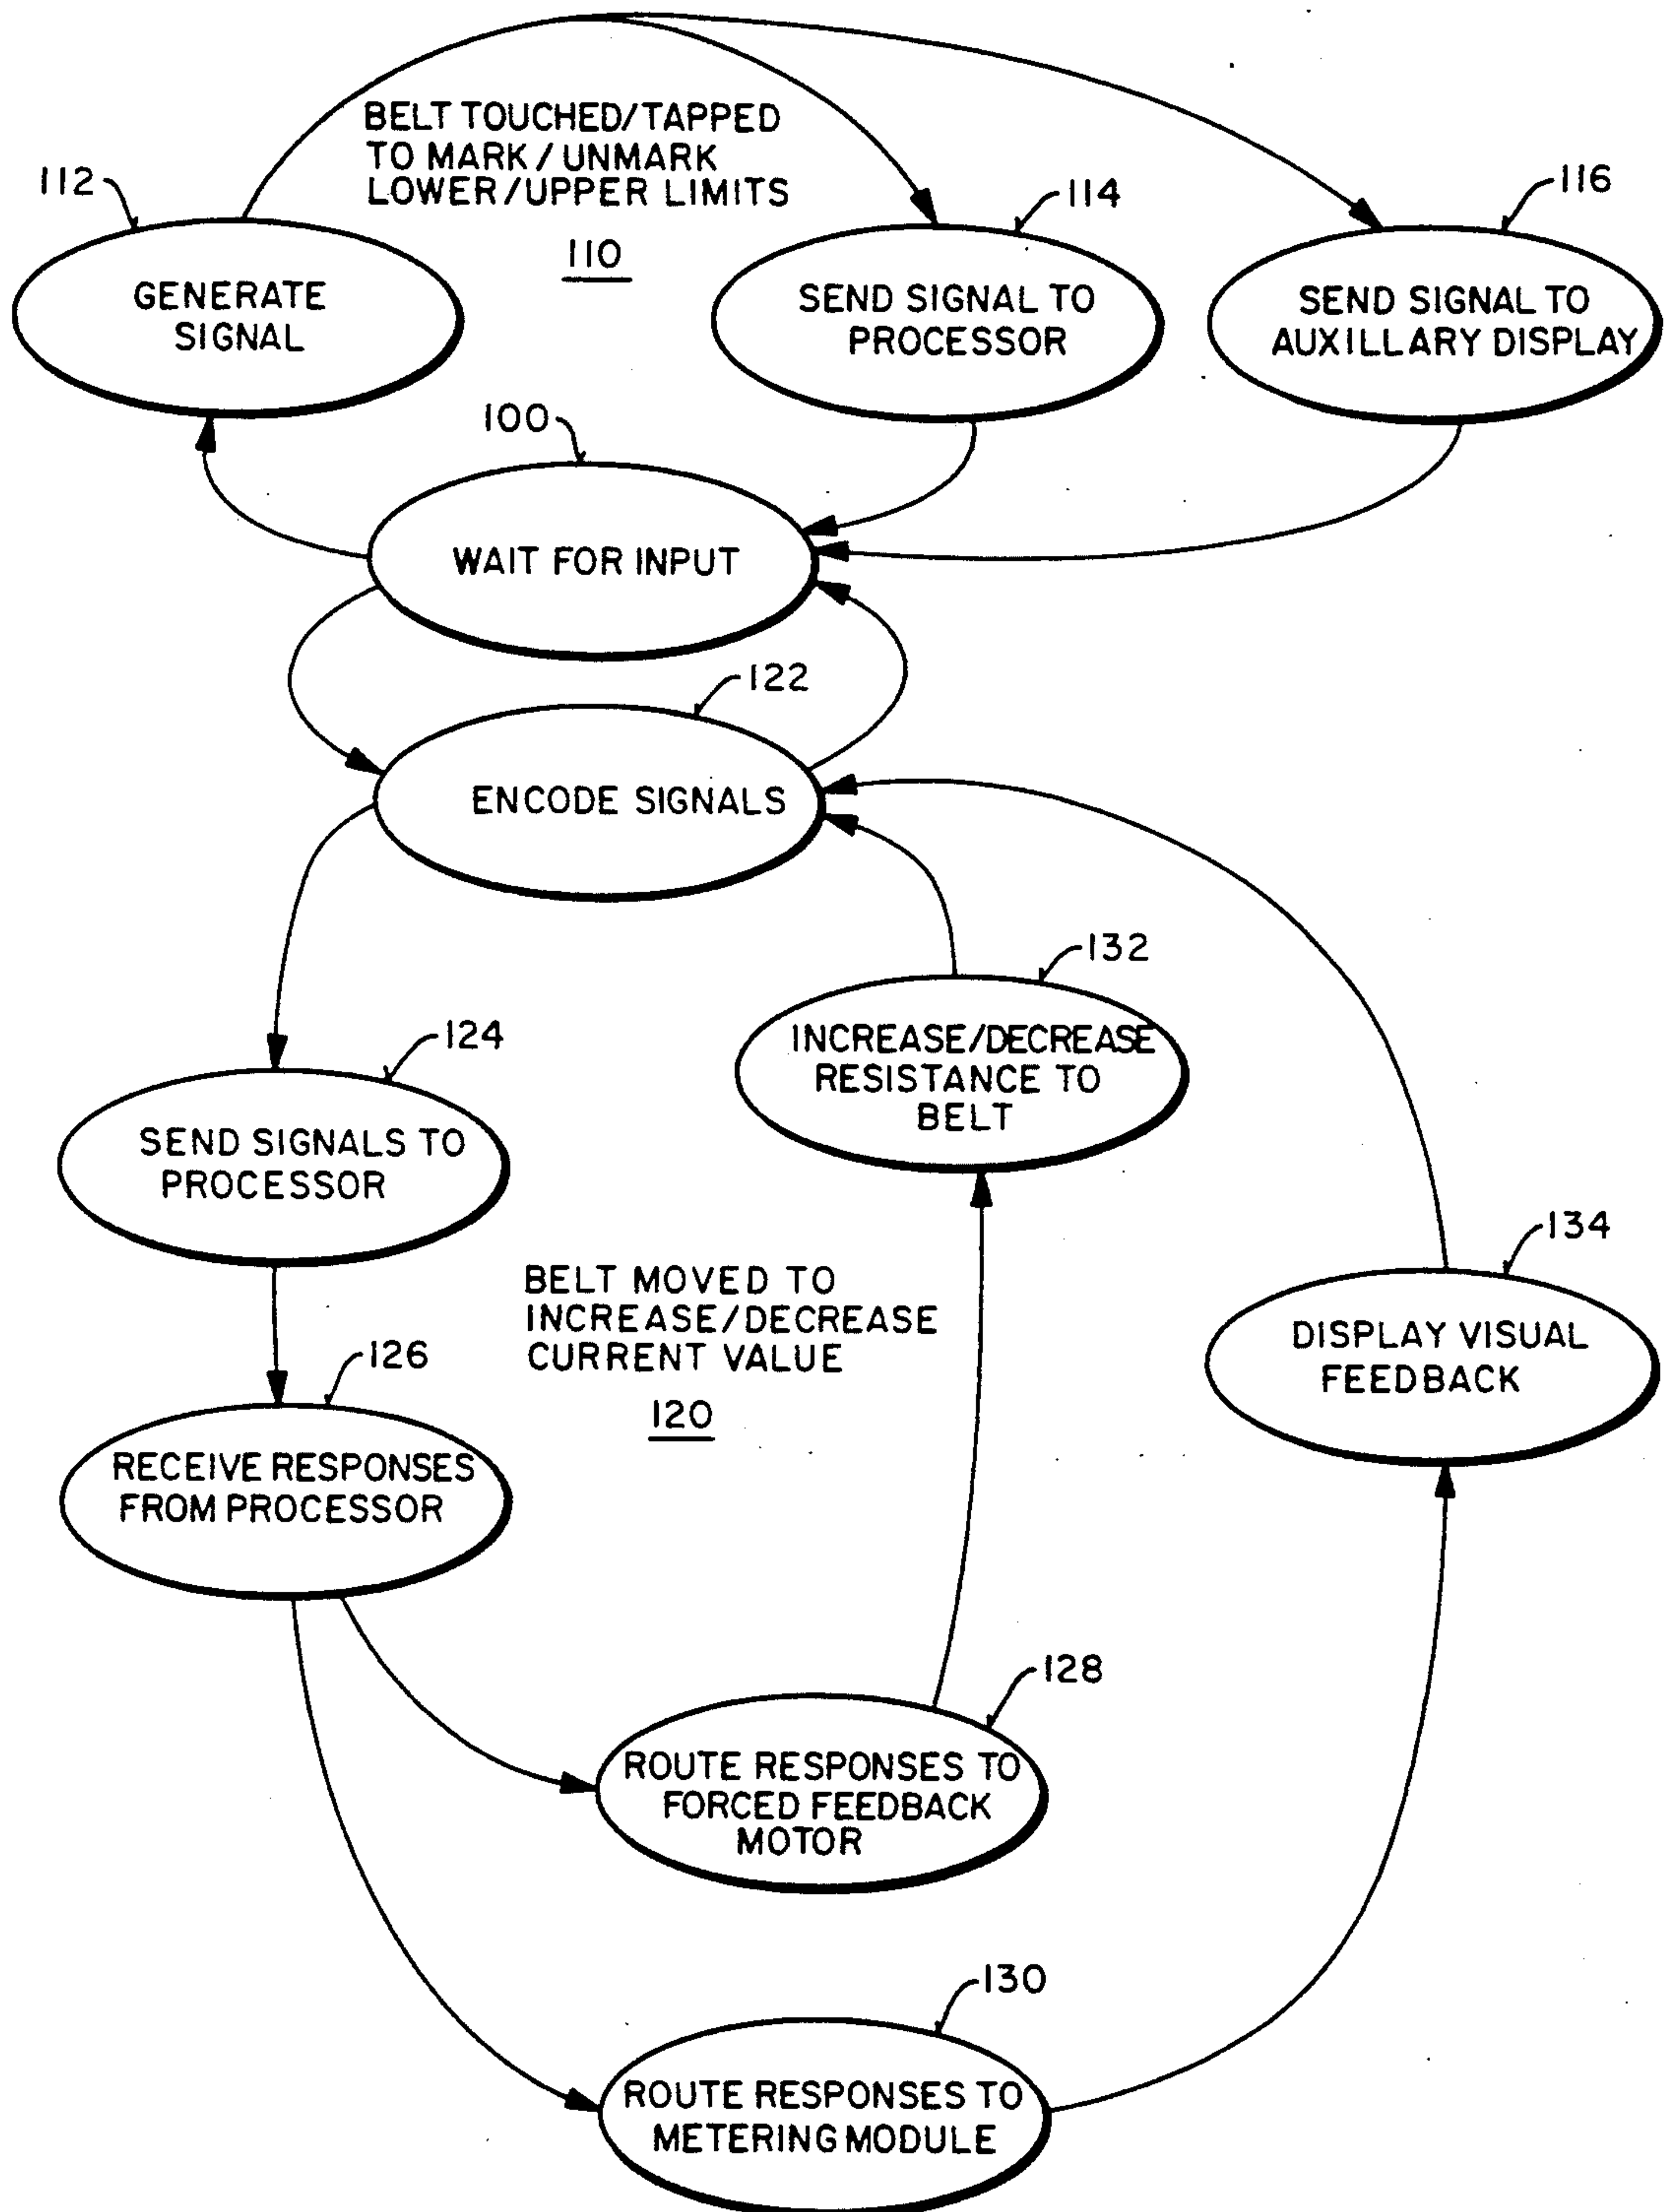 BELT TOUCHED/TAPPED
TO MARK/UNMARK
LOWER/UPPER LIMITS
110
112
GENERATE
SIGNAL
114
SEND SIGNAL TO
PROCESSOR
116
SEND SIGNAL TO
AUXILLARY DISPLAY
100
WAIT FOR INPUT
122
ENCODE SIGNALS
132
INCREASE/DECREASE
RESISTANCE TO
BELT
124
SEND SIGNALS TO
PROCESSOR
134
DISPLAY VISUAL
FEEDBACK
BELT MOVED TO
INCREASE/DECREASE
CURRENT VALUE
120
126
RECEIVE RESPONSES
FROM PROCESSOR
128
ROUTE RESPONSES TO
FORCED FEEDBACK
MOTOR
130
ROUTE RESPONSES TO
METERING MODULE